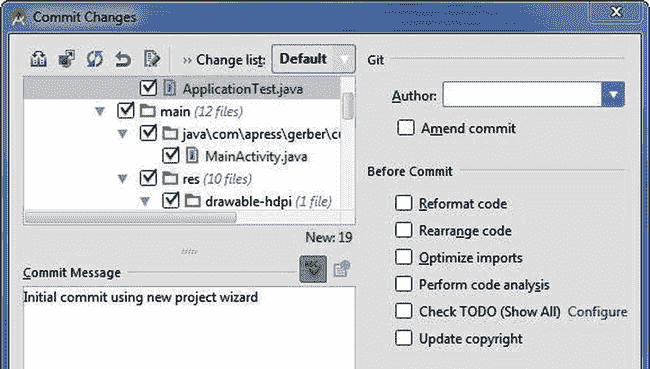 Commit Changes
Change list: Default
ApplicationTest.java
main (12 files)
java\com\apress\gerber\cu
MainActivity.java
res (10 files)
drawable-hdpi (1 file)
New: 19
Commit Message
Initial commit using new project wizard
Git
Author:
Amend commit
Before Commit
Reformat code
Rearrange code
Optimize imports
Perform code analysis
Check TODO (Show All) Configure
Update copyright